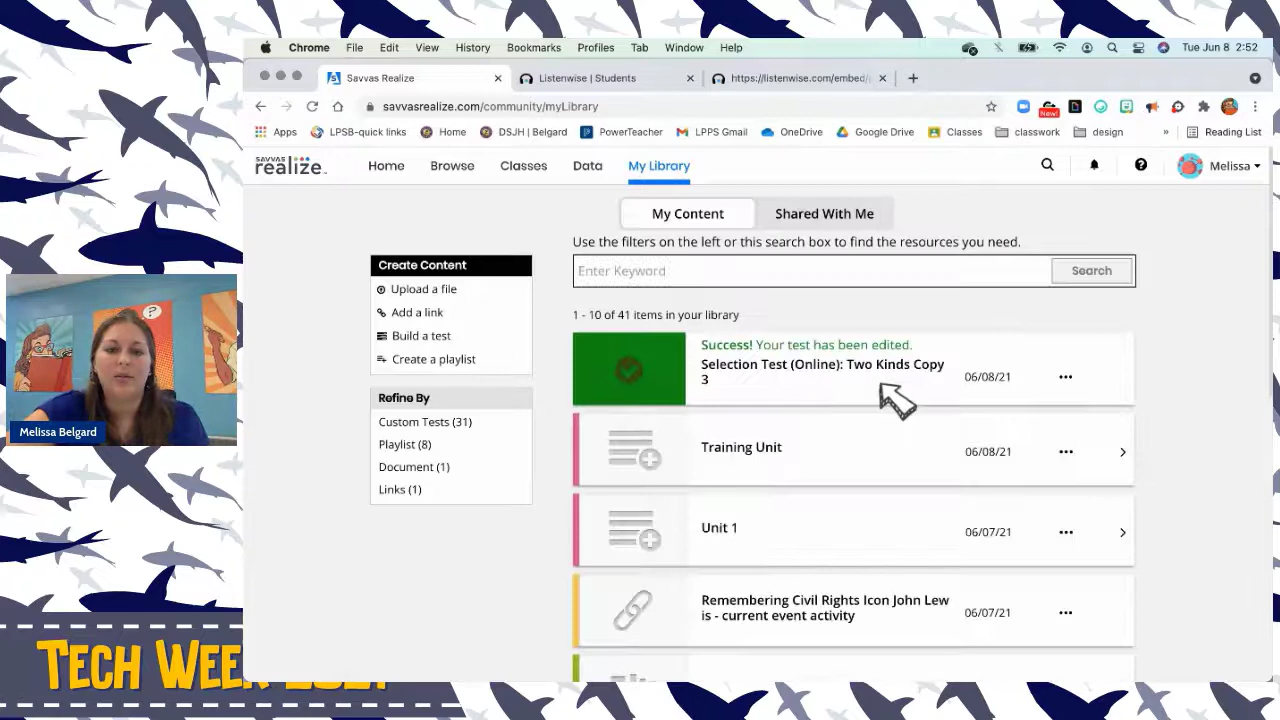 Chrome File Edit View History Bookmarks Profiles Tab Window Help Tue Jun 8 2:52
Savvas Realize Listenwise | Students https://listenwise.com/embed/
savvasrealize.com/community/myLibrary
New!
Apps LPSB-quick links Home DSJH | Belgard PowerTeacher LPPS Gmail OneDrive Google Drive Classes classwork design » Reading List
SAVVAS
realize Home Browse Classes Data My Library Melissa
My Content Shared With Me
Use the filters on the left or this search box to find the resources you need.
Enter Keyword Search
Create Content
Upload a file
Add a link
Build a test
Create a playlist
Refine By
Custom Tests (31)
Playlist (8)
Document (1)
Links (1)
1 - 10 of 41 items in your library
Success! Your test has been edited.
Selection Test (Online): Two Kinds Copy
3
06/08/21
Training Unit 06/08/21
Unit 1 06/07/21
Remembering Civil Rights Icon John Lew
is - current event activity
06/07/21
?
Melissa Belgard
TECH WEEK